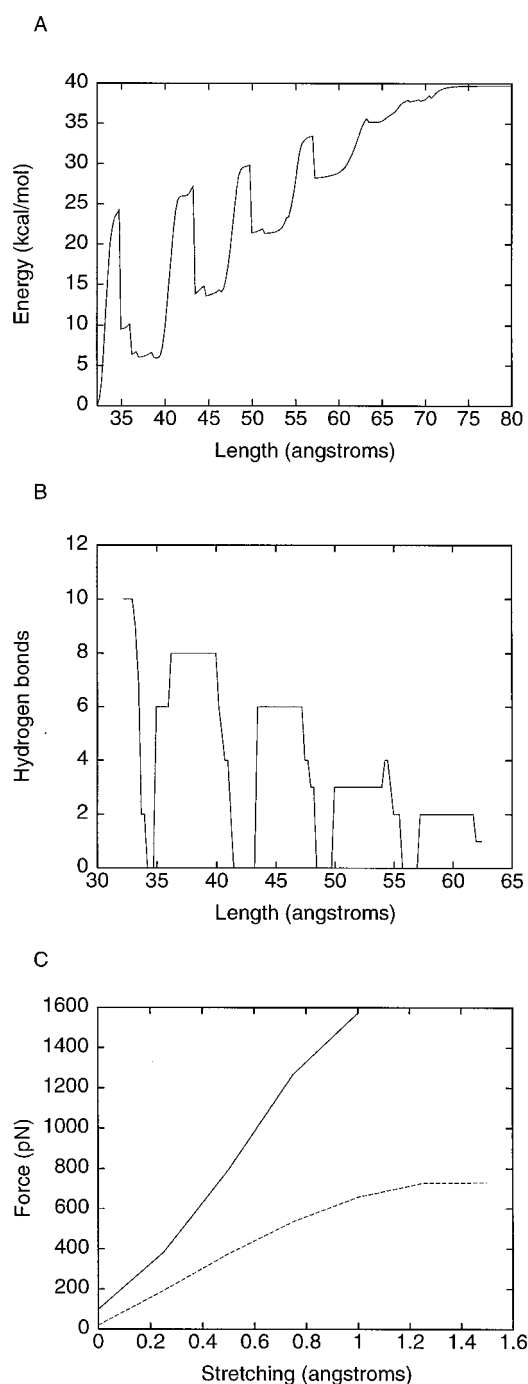 A
40
35
30
25
20
15
10
5
0
Energy (kcal/mol)
35 40 45 50 55 60 65 70 75 80
Length (angstroms)
B
12
10
8
6
4
2
0
Hydrogen bonds
30 35 40 45 50 55 60 65
Length (angstroms)
C
1600
1400
1200
1000
800
600
400
200
0
Force (pN)
0 0.2 0.4 0.6 0.8 1 1.2 1.4 1.6
Stretching (angstroms)